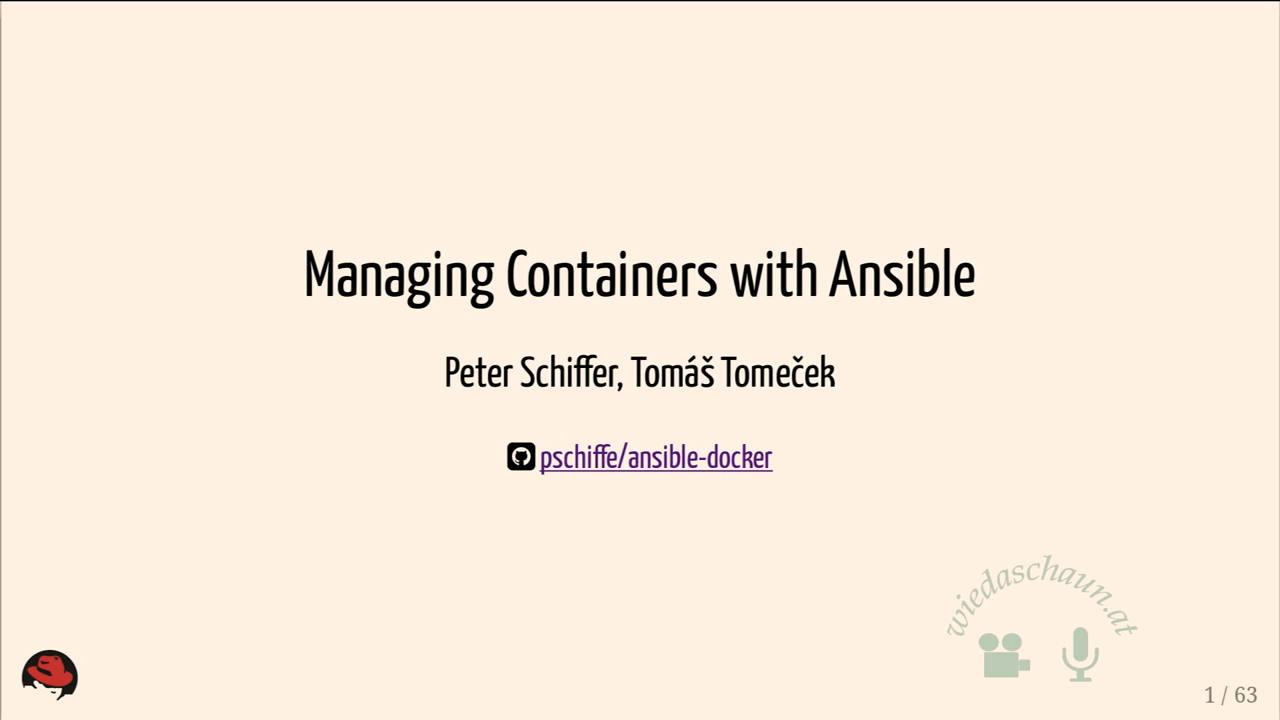 Managing Containers with Ansible
Peter Schiffer, Tomáš Tomeček
pschiffe/ansible-docker
wiedaschaun.at
1 / 63